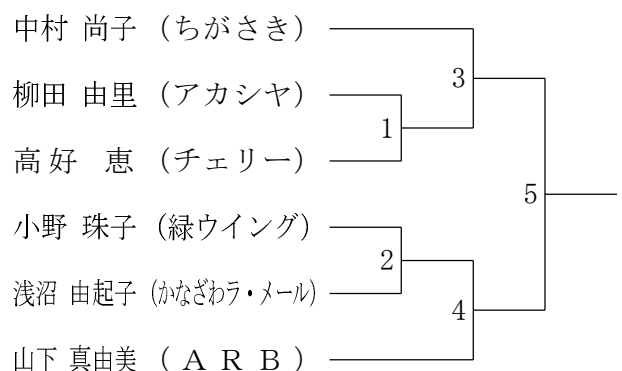 中村 尚子 (ちがさき)
3
柳田 由里 (アカシヤ)
1
高好 恵 (チェリー)
5
小野 珠子 (緑ウイング)
2
浅沼 由起子 (かなざわラ・メール)
4
山下 真由美 (ARB)